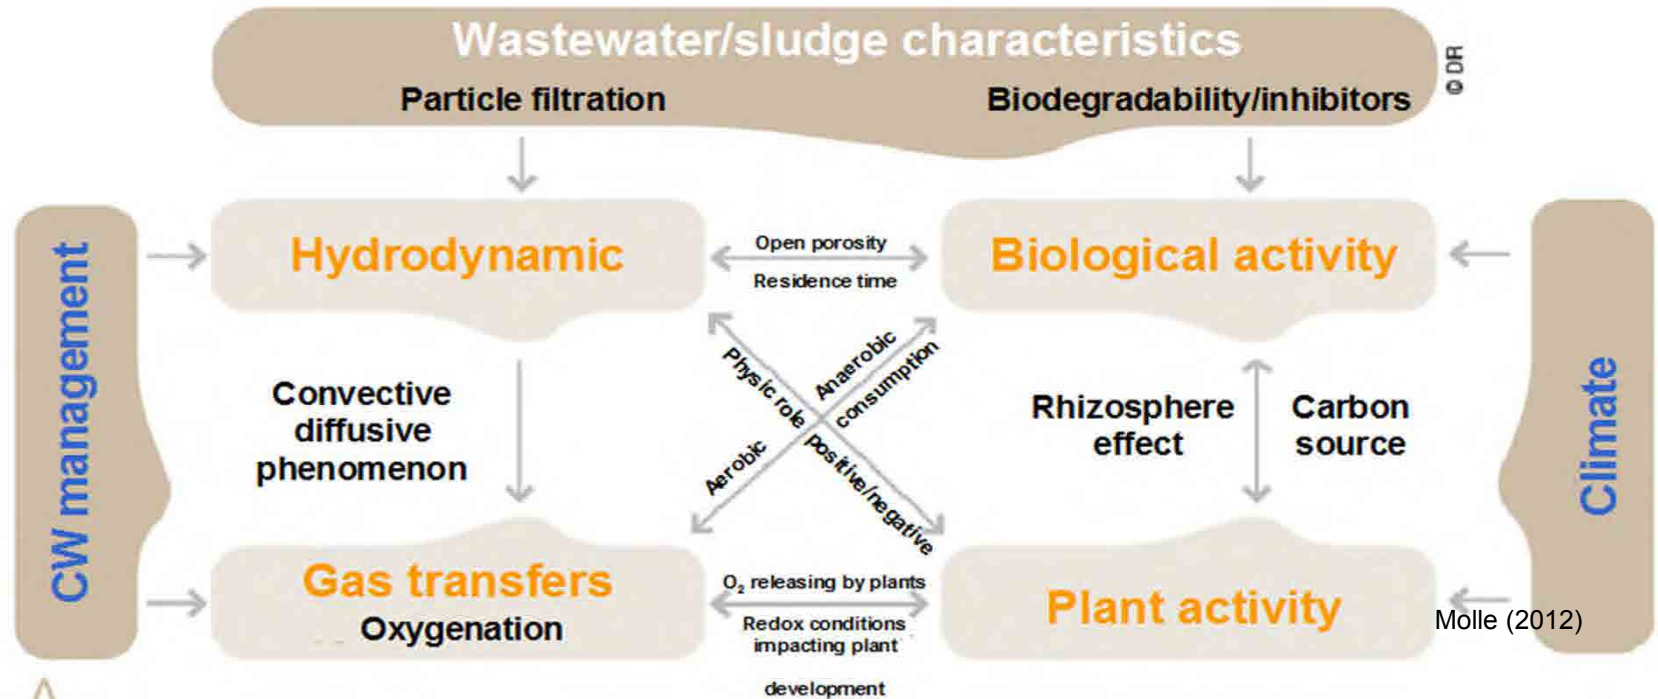 Wastewater/sludge characteristics
Particle filtration
Biodegradability/inhibitors
© DR
CW management
Hydrodynamic
Open porosity
Residence time
Biological activity
Climate
Convective
diffusive
phenomenon
Physic role positive/negative
Anaerobic
consumption
Aerobic
Rhizosphere
effect
Carbon
source
Gas transfers
Oxygenation
O₂ releasing by plants
Redox conditions
impacting plant
development
Plant activity
Molle (2012)